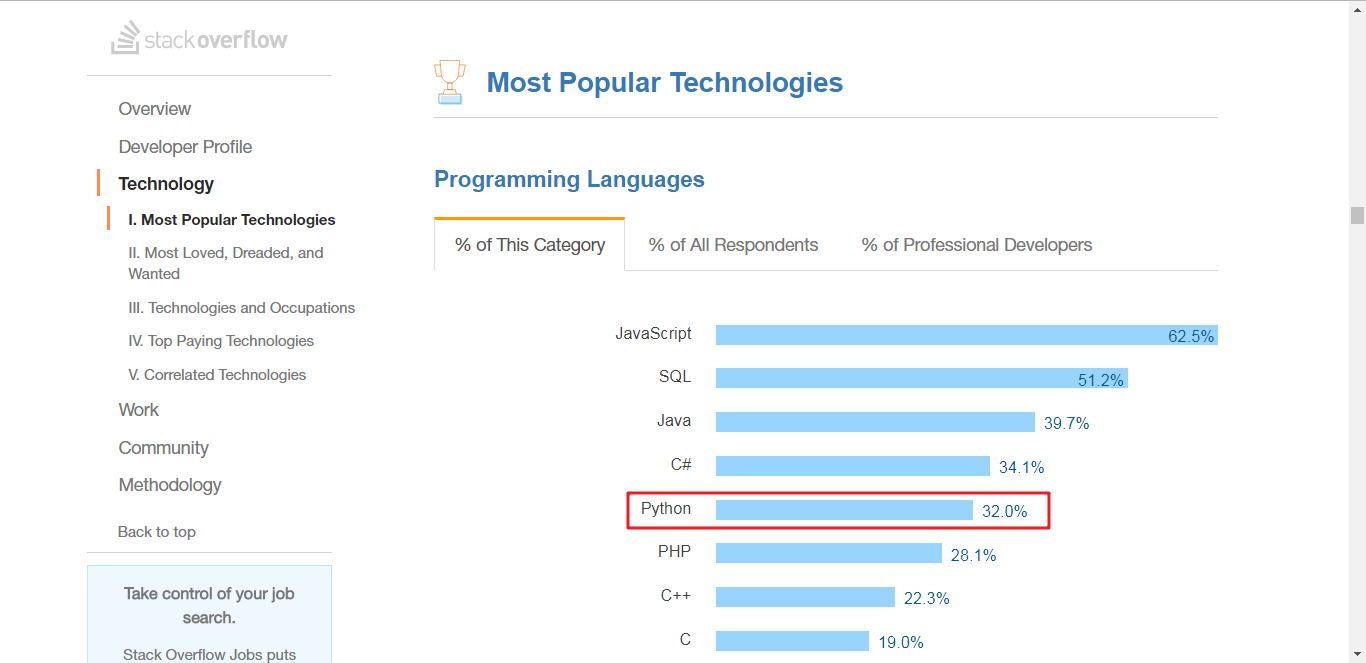 stackoverflow
Overview
Developer Profile
Technology
I. Most Popular Technologies
II. Most Loved, Dreaded, and
Wanted
III. Technologies and Occupations
IV. Top Paying Technologies
V. Correlated Technologies
Work
Community
Methodology
Back to top
Take control of your job
search.
Stack Overflow Jobs puts
Most Popular Technologies
Programming Languages
% of This Category % of All Respondents % of Professional Developers
JavaScript 62.5%
SQL 51.2%
Java 39.7%
C# 34.1%
Python 32.0%
PHP 28.1%
C++ 22.3%
C 19.0%